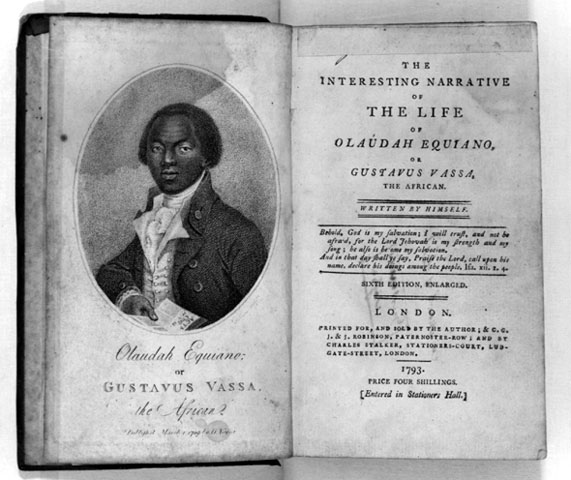 Olaudah Equiano;
or
GUSTAVUS VASSA,
the African?
Published March 1, 1789 by G. Vassa
THE
INTERESTING NARRATIVE
OF
THE LIFE
OF
OLAÚDAH EQUIANO,
OR
GUSTAVUS VASSA,
THE AFRICAN.
WRITTEN BY HIMSELF.
Behold, God is my salvation; I will trust, and not be
afraid, for the Lord Jehovah is my strength and my
song; he also is become my salvation.
And in that day shall ye say, Praise the Lord, call upon his
name, declare his doings among the people. Isa. xii. 2. 4.
SIXTH EDITION, ENLARGED.
LONDON.
PRINTED FOR, AND SOLD BY THE AUTHOR; & G. G.
J. & J. ROBINSON, PATERNOSTER-ROW; AND BY
CHARLES STALKER, STATIONERS-COURT, LUD-
GATE-STREET, LONDON.
1793.
PRICE FOUR SHILLINGS.
[Entered in Stationers Hall.]